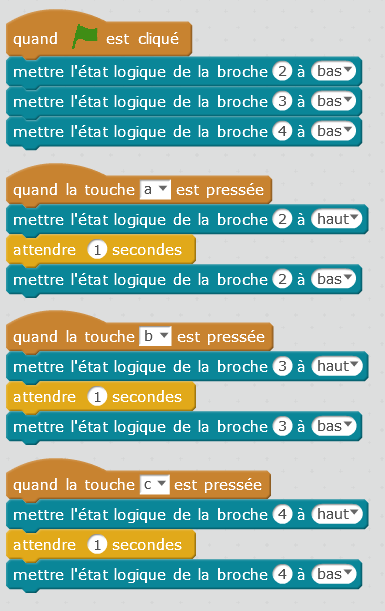 quand est cliqué
mettre l'état logique de la broche 2 à bas
mettre l'état logique de la broche 3 à bas
mettre l'état logique de la broche 4 à bas
quand la touche a est pressée
mettre l'état logique de la broche 2 à haut
attendre 1 secondes
mettre l'état logique de la broche 2 à bas
quand la touche b est pressée
mettre l'état logique de la broche 3 à haut
attendre 1 secondes
mettre l'état logique de la broche 3 à bas
quand la touche c est pressée
mettre l'état logique de la broche 4 à haut
attendre 1 secondes
mettre l'état logique de la broche 4 à bas